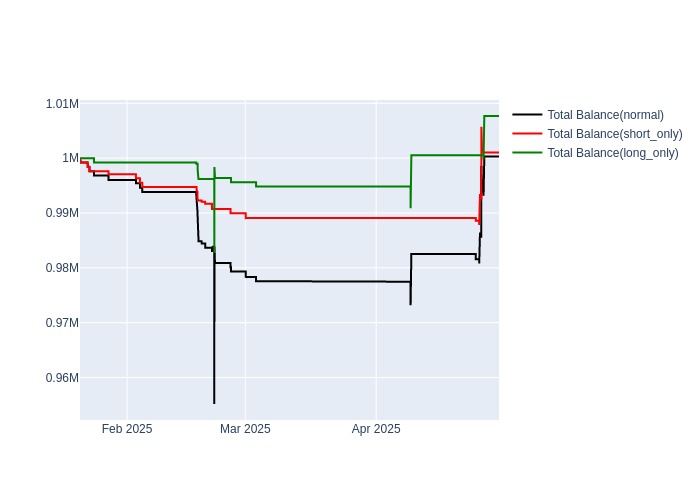 1.01M
1M
0.99M
0.98M
0.97M
0.96M
Feb 2025
Mar 2025
Apr 2025
Total Balance(normal)
Total Balance(short_only)
Total Balance(long_only)